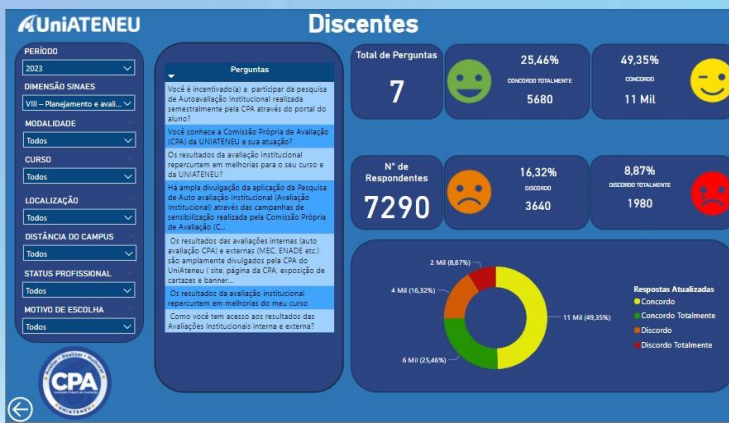 UniATENEU
Discentes
PERÍODO
2023
DIMENSÃO SINAES
VIII – Planejamento e avali...
MODALIDADE
Todos
CURSO
Todos
LOCALIZAÇÃO
Todos
DISTÂNCIA DO CAMPUS
Todos
STATUS PROFISSIONAL
Todos
MOTIVO DE ESCOLHA
Todos
CPA
UNIATENEU
Perguntas
Você é incentivado(a) a participar da pesquisa
de Autoavaliação Institucional realizada
semestralmente pela CPA através do portal do
aluno?
Você conhece a Comissão Própria de Avaliação
(CPA) da UNIATENEU e sua atuação?
Os resultados da avaliação institucional
repercurtem em melhorias para o seu curso e
da UNIATENEU?
Há ampla divulgação da aplicação da Pesquisa
de Auto avaliação Institucional (Avaliação
Institucional) através das campanhas de
sensibilização realizada pela Comissão Própria
de Avaliação (C...
Os resultados das avaliações internas (auto
avaliação CPA) e externas (MEC, ENADE etc.)
são amplamente divulgados pela CPA do
UniAteneu ( site, página da CPA, exposição de
cartazes e banner...
Os resultados da avaliação institucional
repercurtem em melhorias do meu curso
Como você tem acesso aos resultados das
Avaliações Institucionais interna e externa?
Total de Perguntas
7
25,46%
CONCORDO TOTALMENTE
5680
49,35%
CONCORDO
11 Mil
N° de
Respondentes
7290
16,32%
DISCORDO
3640
8,87%
DISCORDO TOTALMENTE
1980
2 Mil (8,87%)
4 Mil (16,32%)
6 Mil (25,46%)
11 Mil (49,35%)
Respostas Atualizadas
Concordo
Concordo Totalmente
Discordo
Discordo Totalmente